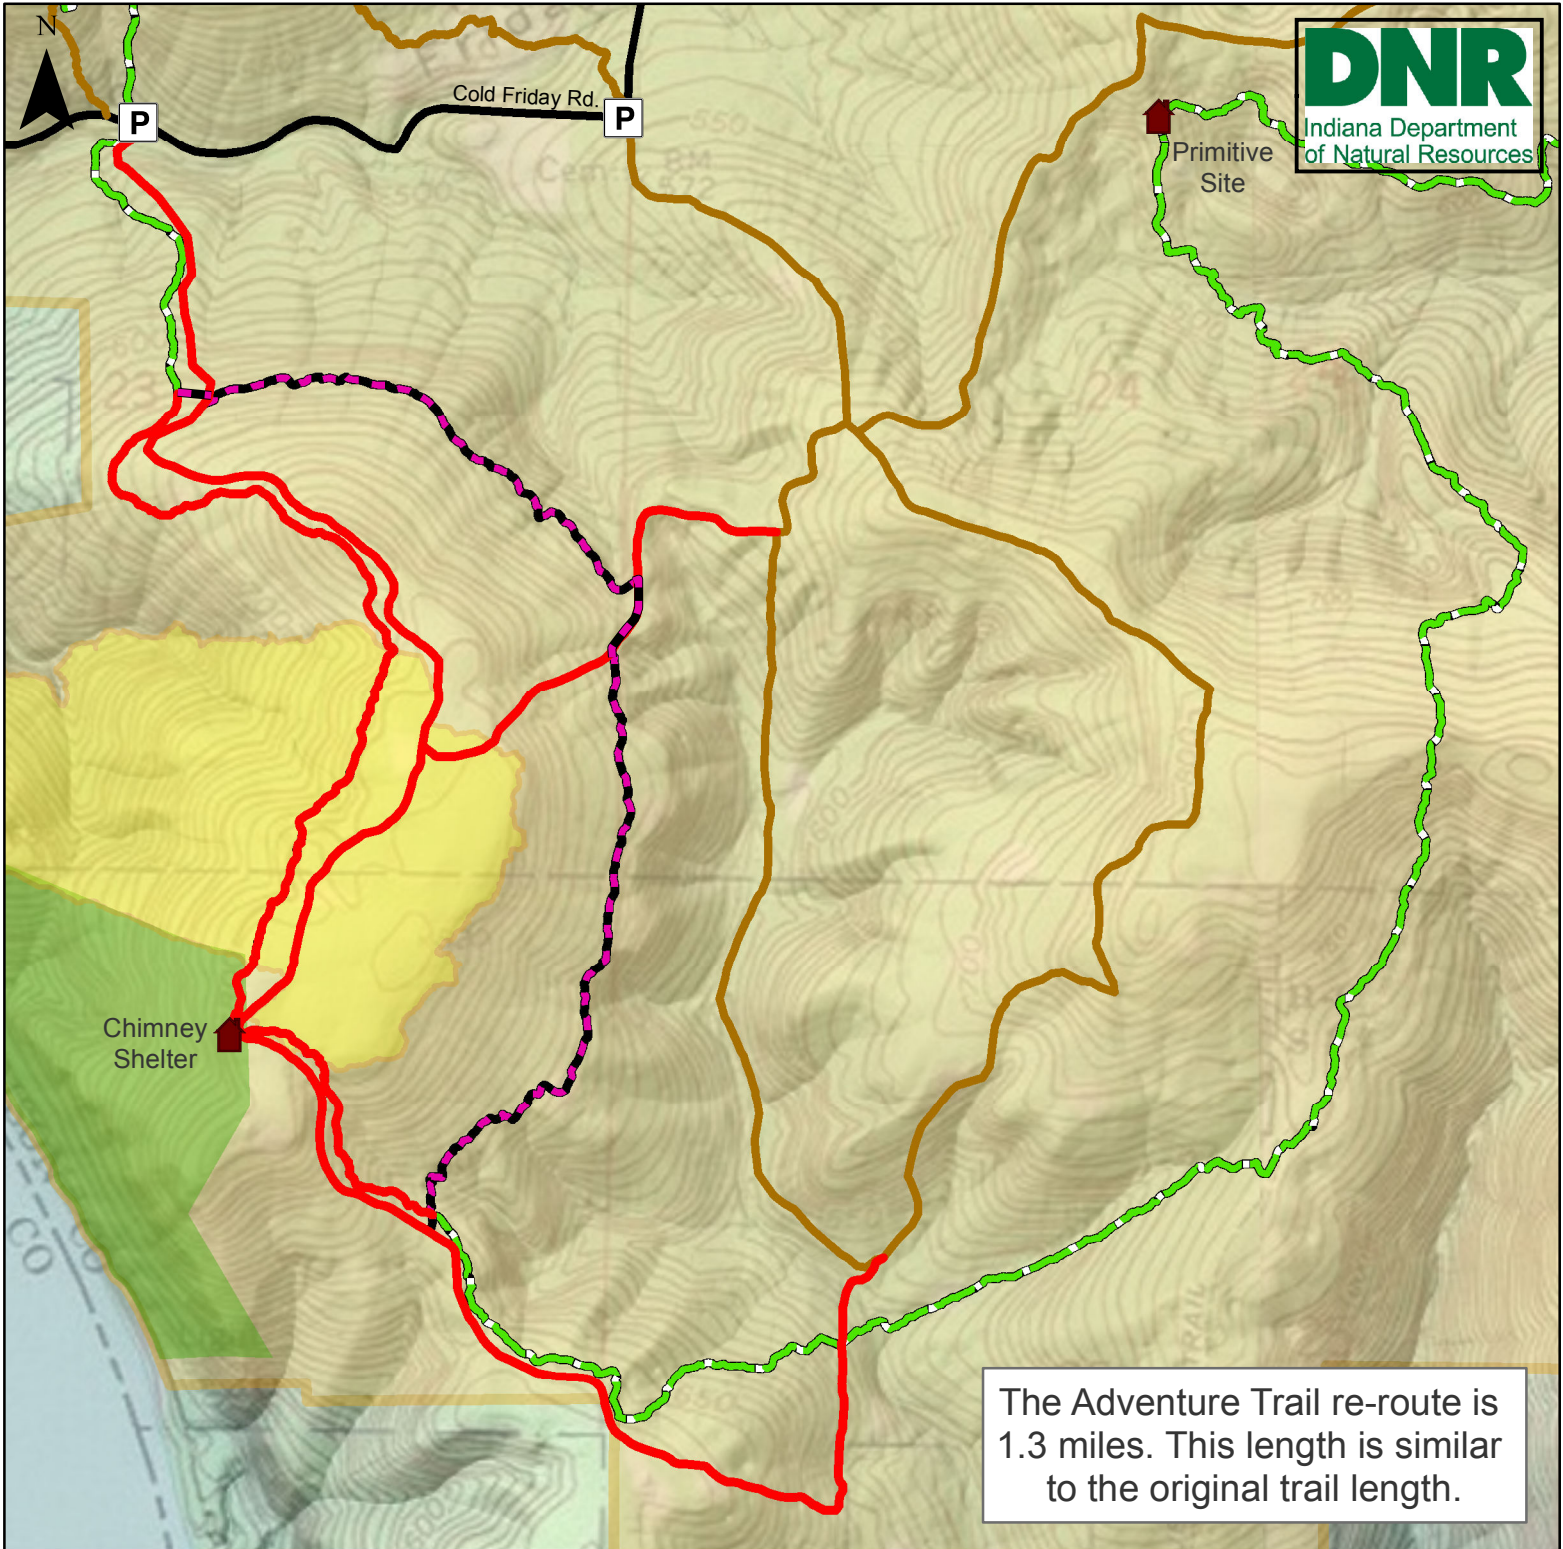 N
P
Cold Friday Rd.
P
DNR
Indiana Department
of Natural Resources
Primitive
Site
Chimney
Shelter
CO
The Adventure Trail re-route is
1.3 miles. This length is similar
to the original trail length.